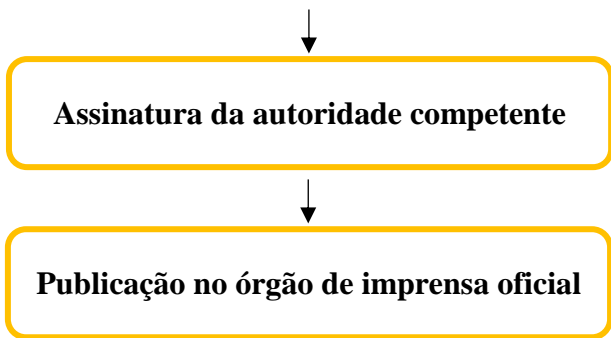 Assinatura da autoridade competente
Publicação no órgão de imprensa oficial